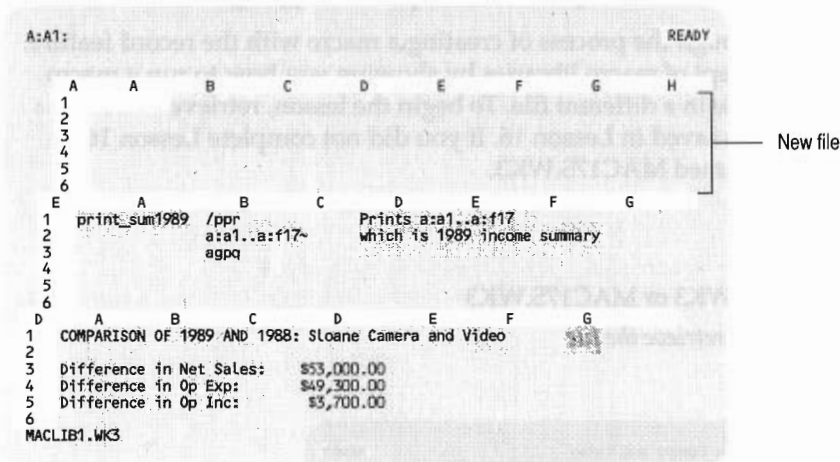 A:A1: READY
A A B C D E F G H
1
2
3
4
5
6
New file
E A B C D E F G
1 print_sum1989 /ppr Prints a:a1..a:f17
2 a:a1..a:f17~ which is 1989 income summary
3 agpq
4
5
6
D A B C D E F G
1 COMPARISON OF 1989 AND 1988: Sloane Camera and Video
2
3 Difference in Net Sales: $53,000.00
4 Difference in Op Exp: $49,300.00
5 Difference in Op Inc: $3,700.00
6
MACLIB1.WK3